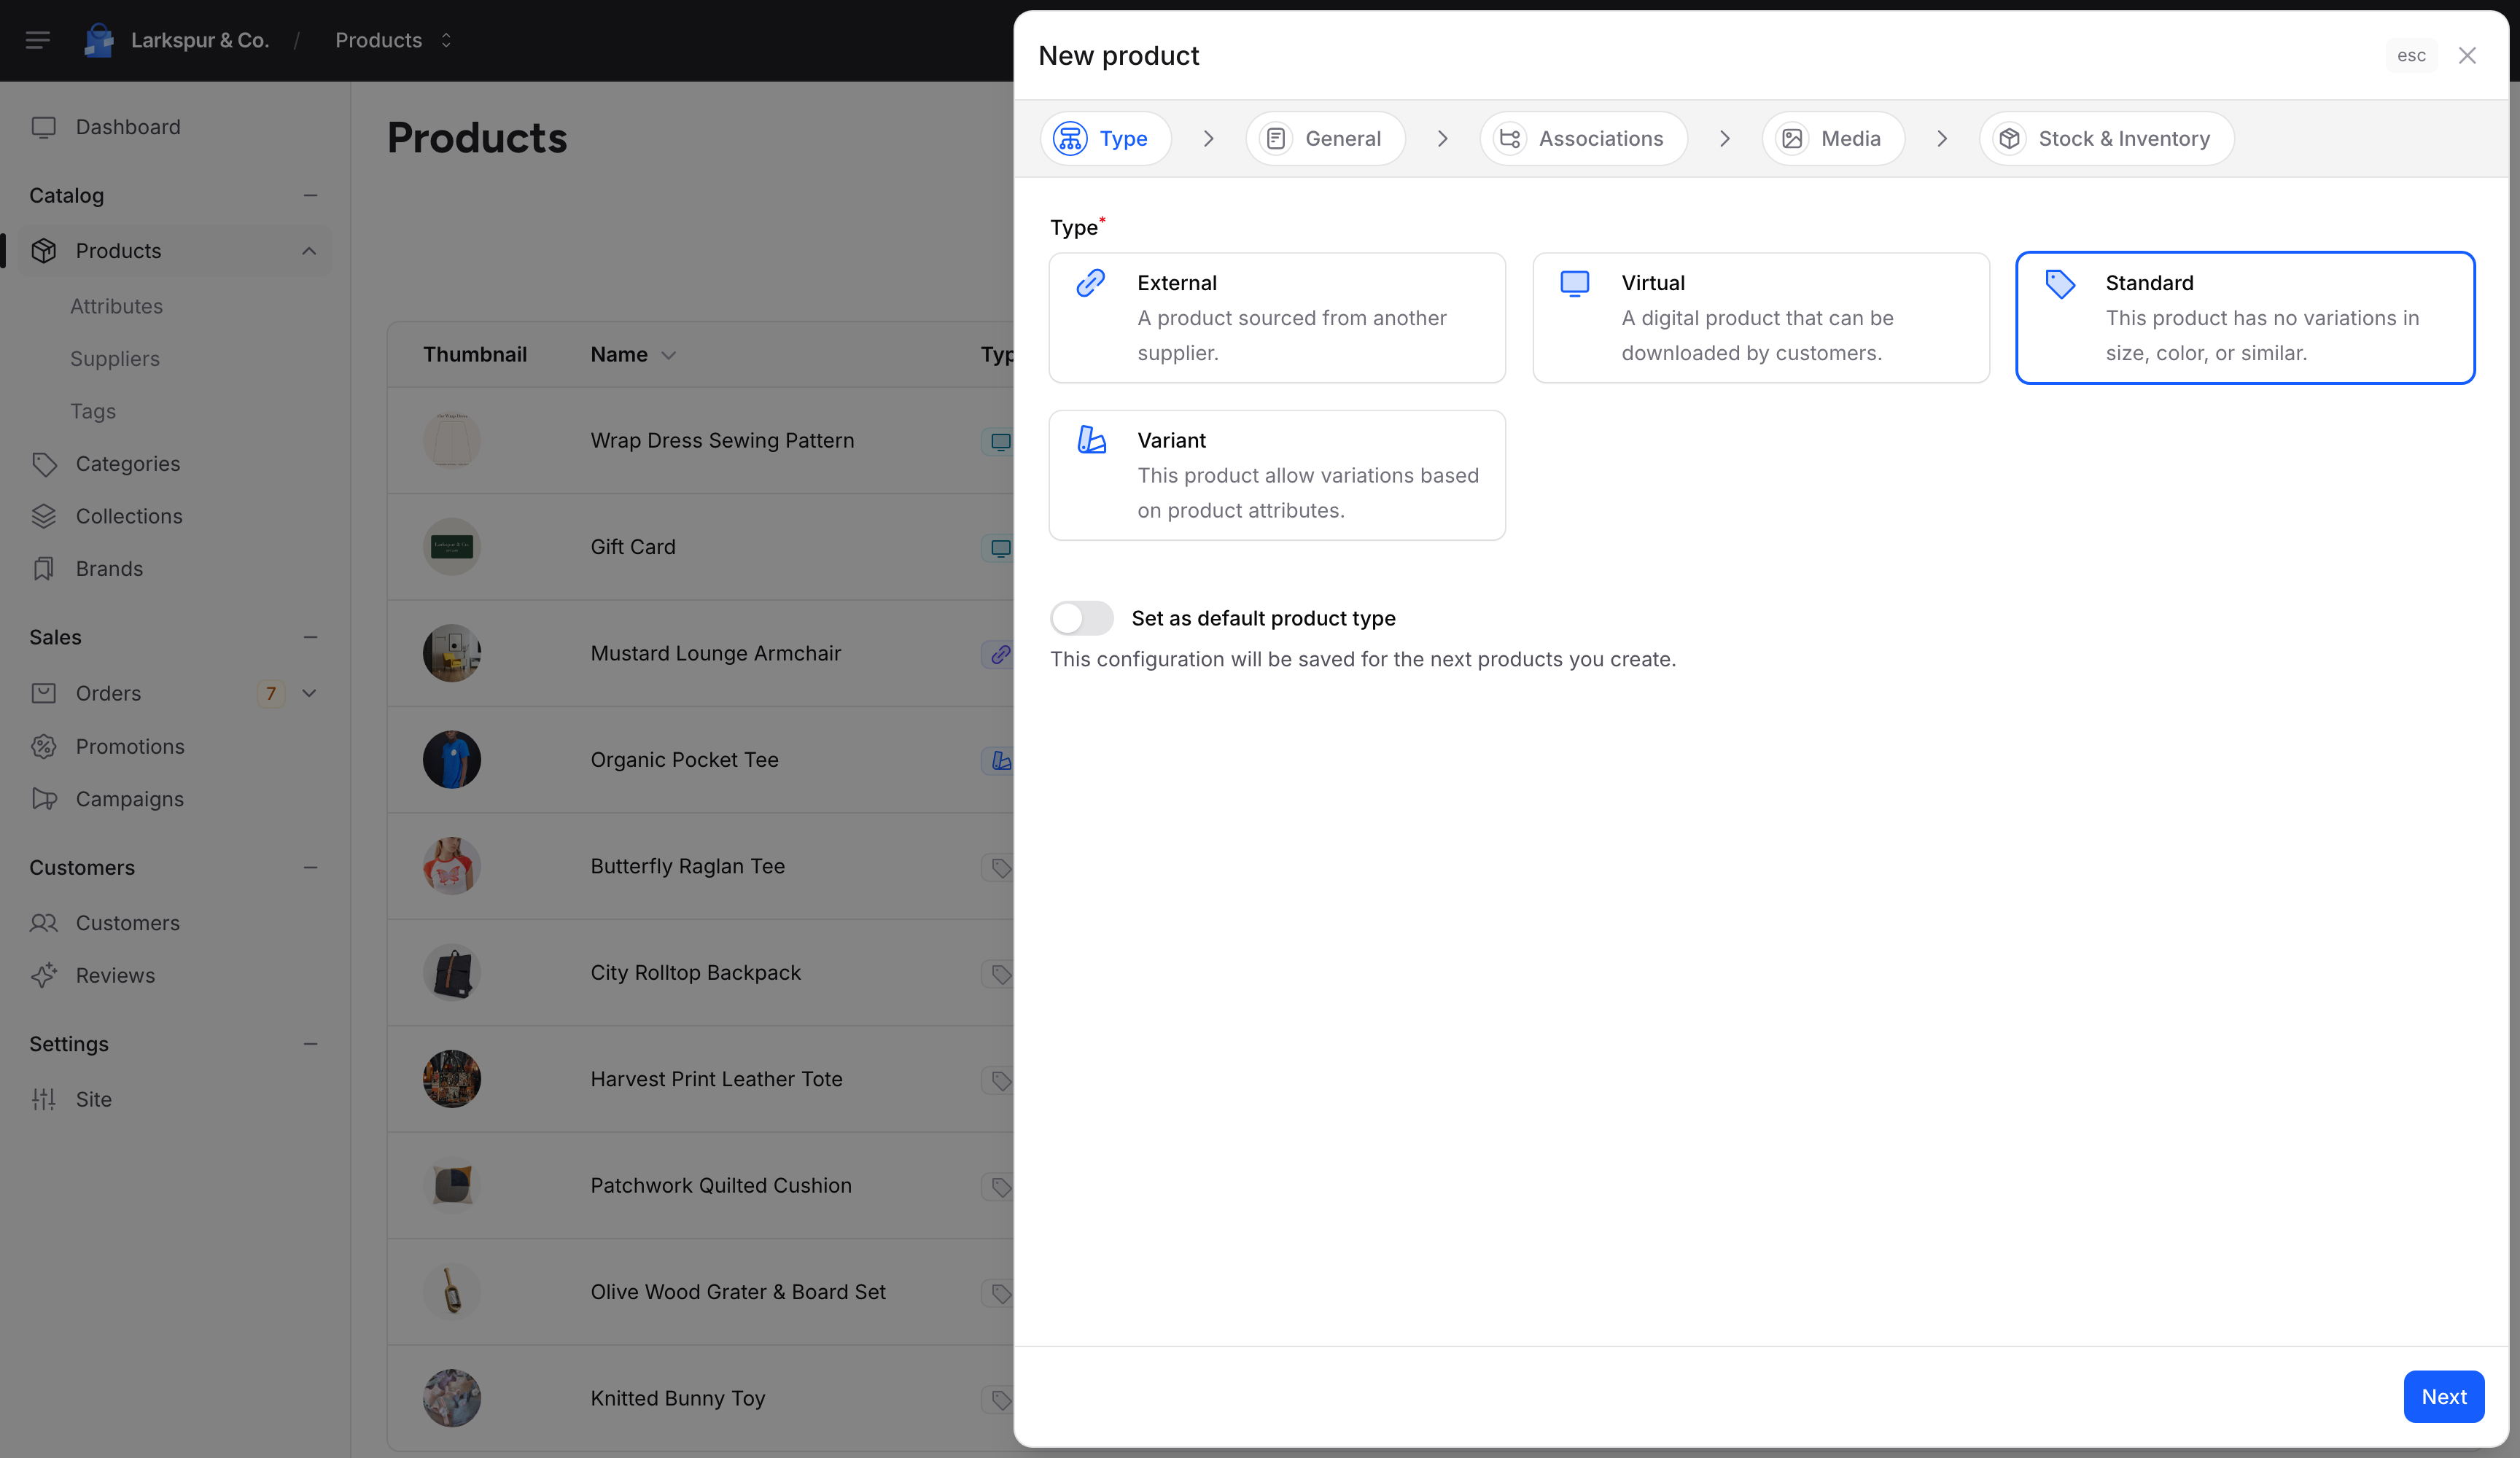 Larkspur & Co. / Products
New product
esc
Type
General
Associations
Media
Stock & Inventory
Dashboard
Catalog
Products
Attributes
Suppliers
Tags
Categories
Collections
Brands
Sales
Orders 7
Promotions
Campaigns
Customers
Customers
Reviews
Settings
Site
Products
Thumbnail Name Typ
Wrap Dress Sewing Pattern
Gift Card
Mustard Lounge Armchair
Organic Pocket Tee
Butterfly Raglan Tee
City Rolltop Backpack
Harvest Print Leather Tote
Patchwork Quilted Cushion
Olive Wood Grater & Board Set
Knitted Bunny Toy
Type*
External
A product sourced from another
supplier.
Virtual
A digital product that can be
downloaded by customers.
Standard
This product has no variations in
size, color, or similar.
Variant
This product allow variations based
on product attributes.
Set as default product type
This configuration will be saved for the next products you create.
Next